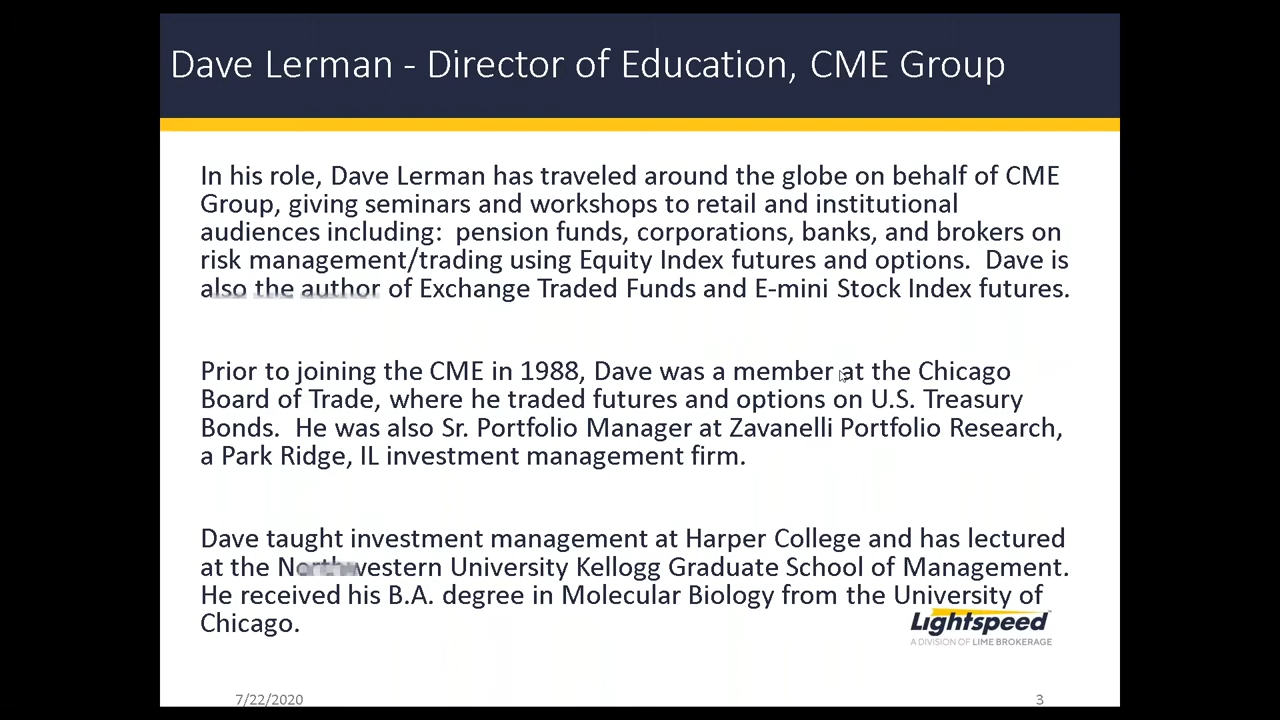 Dave Lerman - Director of Education, CME Group
In his role, Dave Lerman has traveled around the globe on behalf of CME
Group, giving seminars and workshops to retail and institutional
audiences including:  pension funds, corporations, banks, and brokers on
risk management/trading using Equity Index futures and options.  Dave is
also the author of Exchange Traded Funds and E-mini Stock Index futures.
Prior to joining the CME in 1988, Dave was a member at the Chicago
Board of Trade, where he traded futures and options on U.S. Treasury
Bonds.  He was also Sr. Portfolio Manager at Zavanelli Portfolio Research,
a Park Ridge, IL investment management firm.
Dave taught investment management at Harper College and has lectured
at the Northwestern University Kellogg Graduate School of Management.
He received his B.A. degree in Molecular Biology from the University of
Chicago.
Lightspeed
A DIVISION OF LIME BROKERAGE
7/22/2020
3